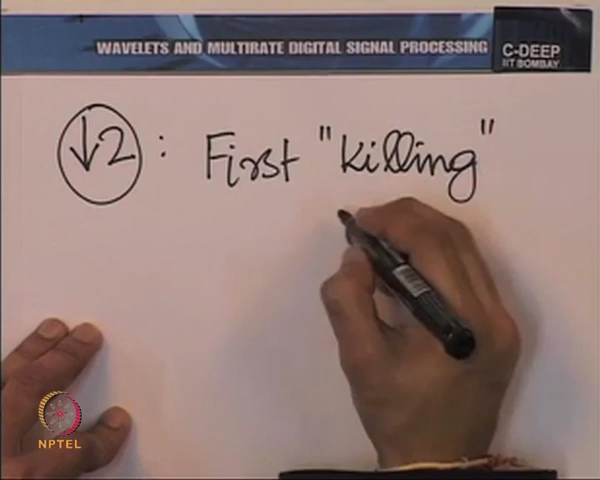 WAVELETS AND MULTIRATE DIGITAL SIGNAL PROCESSING
C-DEEP
IIT BOMBAY
↓2 : First "Killing"
NPTEL